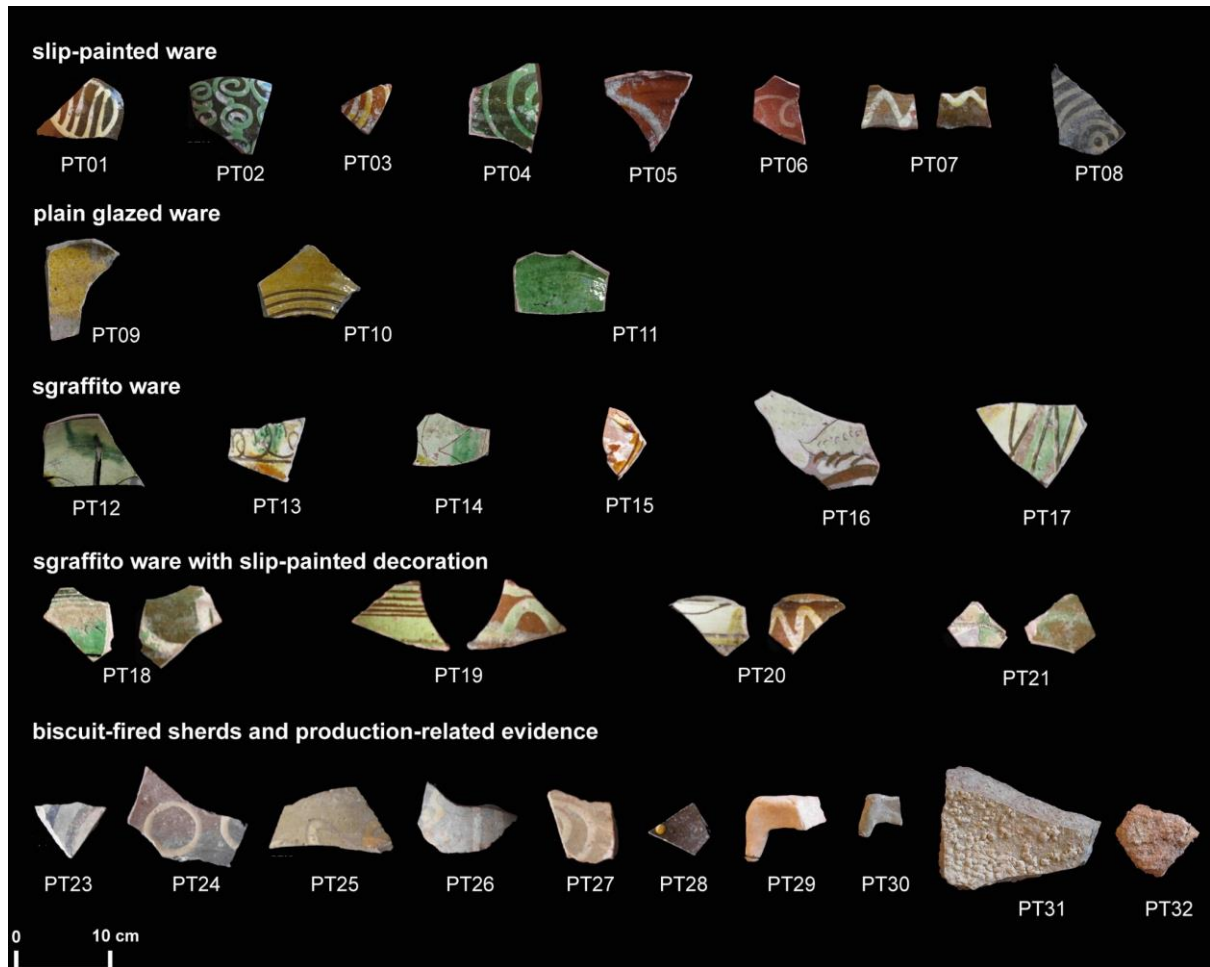 slip-painted ware
PT01 PT02 PT03 PT04 PT05 PT06 PT07 PT08
plain glazed ware
PT09 PT10 PT11
sgraffito ware
PT12 PT13 PT14 PT15 PT16 PT17
sgraffito ware with slip-painted decoration
PT18 PT19 PT20 PT21
biscuit-fired sherds and production-related evidence
PT23 PT24 PT25 PT26 PT27 PT28 PT29 PT30 PT31 PT32
0 10 cm